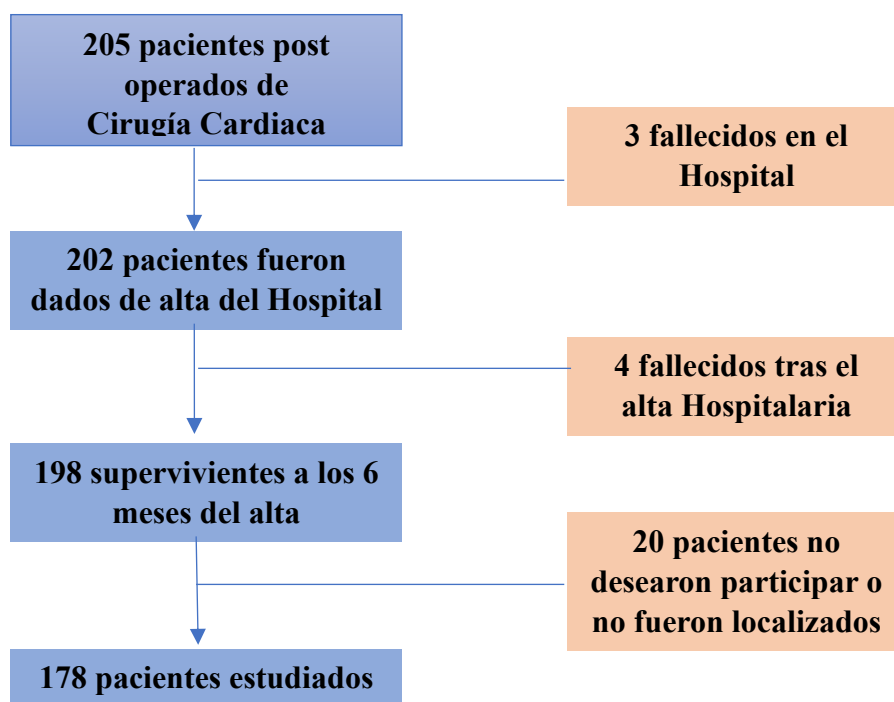 205 pacientes post
operados de
Cirugía Cardiaca
3 fallecidos en el
Hospital
202 pacientes fueron
dados de alta del Hospital
4 fallecidos tras el
alta Hospitalaria
198 supervivientes a los 6
meses del alta
20 pacientes no
desearon participar o
no fueron localizados
178 pacientes estudiados